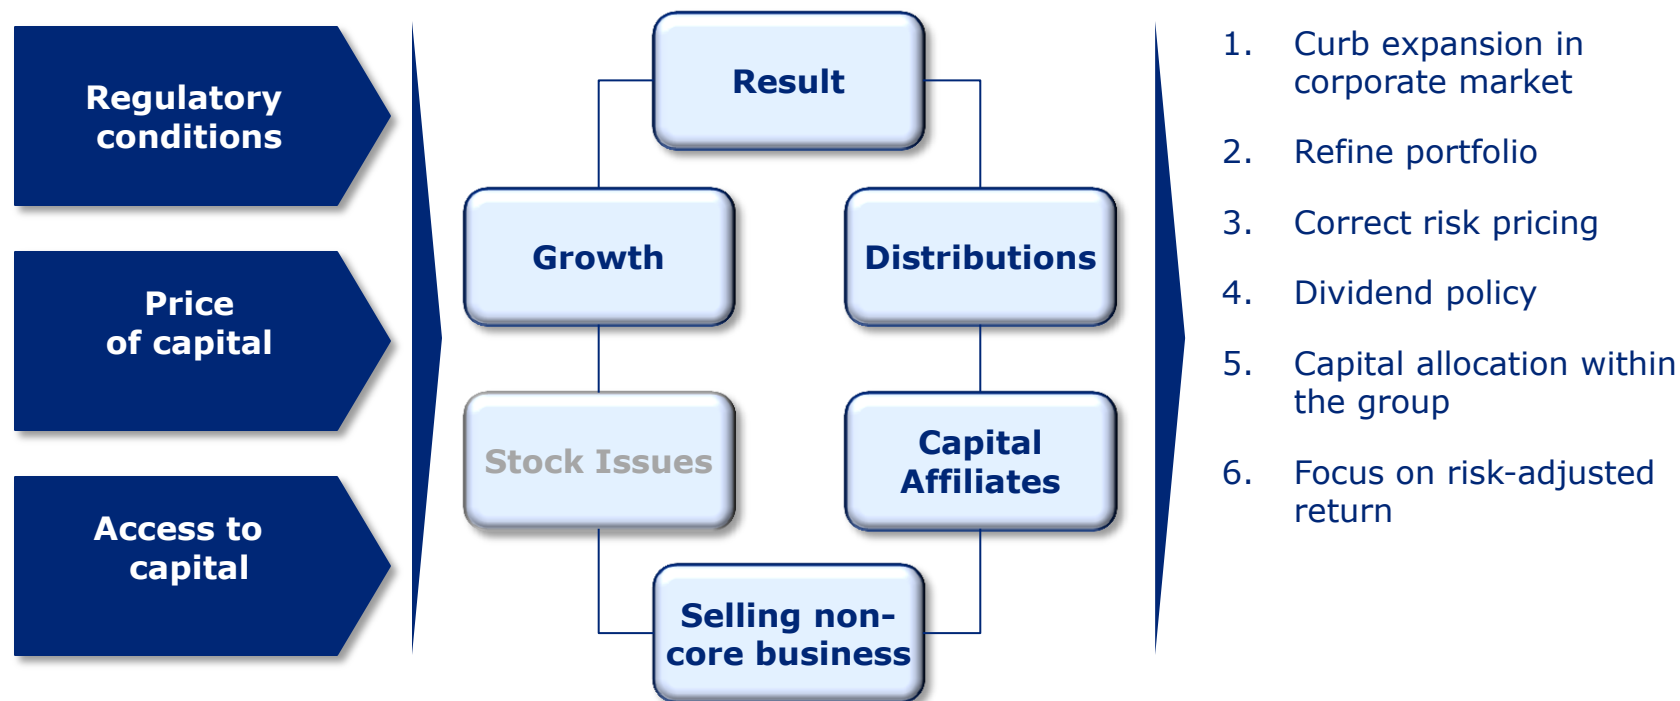 Regulatory
conditions
Price
of capital
Access to
capital
Result
Growth
Distributions
Stock Issues
Capital
Affiliates
Selling non-
core business
1. Curb expansion in
corporate market
2. Refine portfolio
3. Correct risk pricing
4. Dividend policy
5. Capital allocation within
the group
6. Focus on risk-adjusted
return